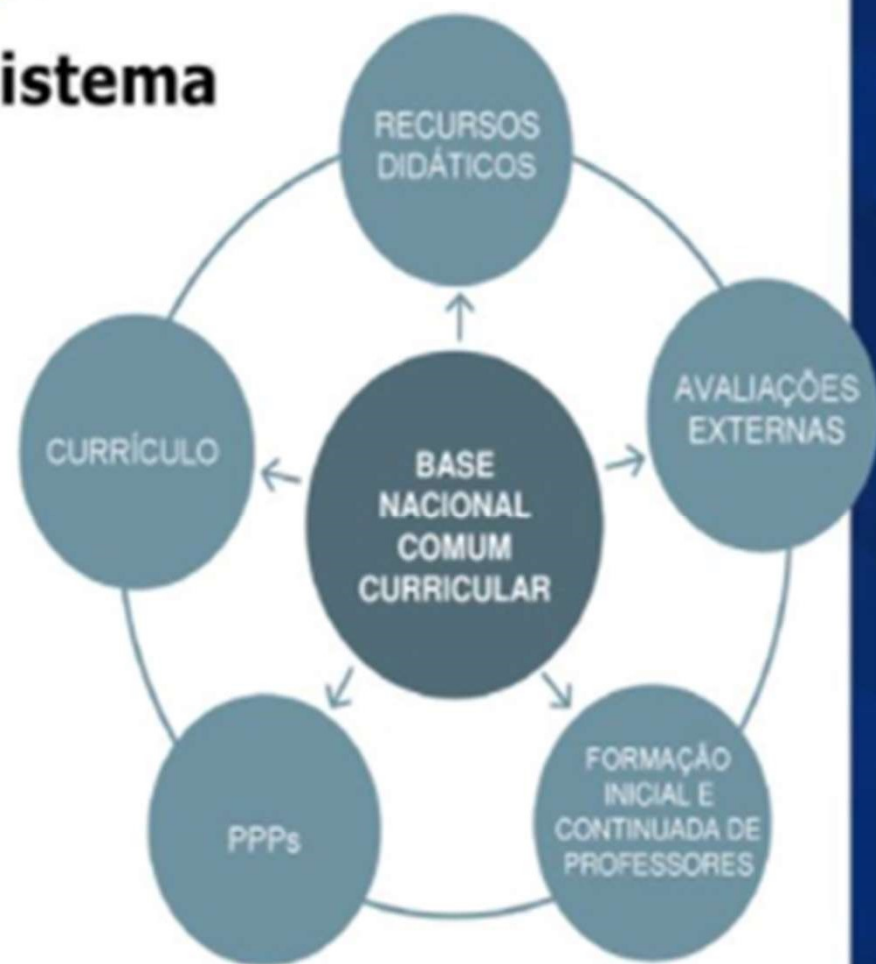 istema
RECURSOS
DIDÁTICOS
AVALIAÇÕES
EXTERNAS
CURRÍCULO
BASE
NACIONAL
COMUM
CURRICULAR
PPPs
FORMAÇÃO
INICIAL E
CONTINUADA DE
PROFESSORES